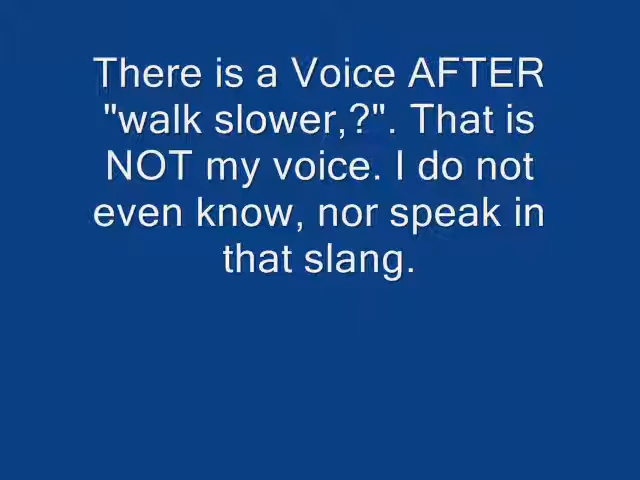 There is a Voice AFTER
"walk slower,?". That is
NOT my voice. I do not
even know, nor speak in
that slang.